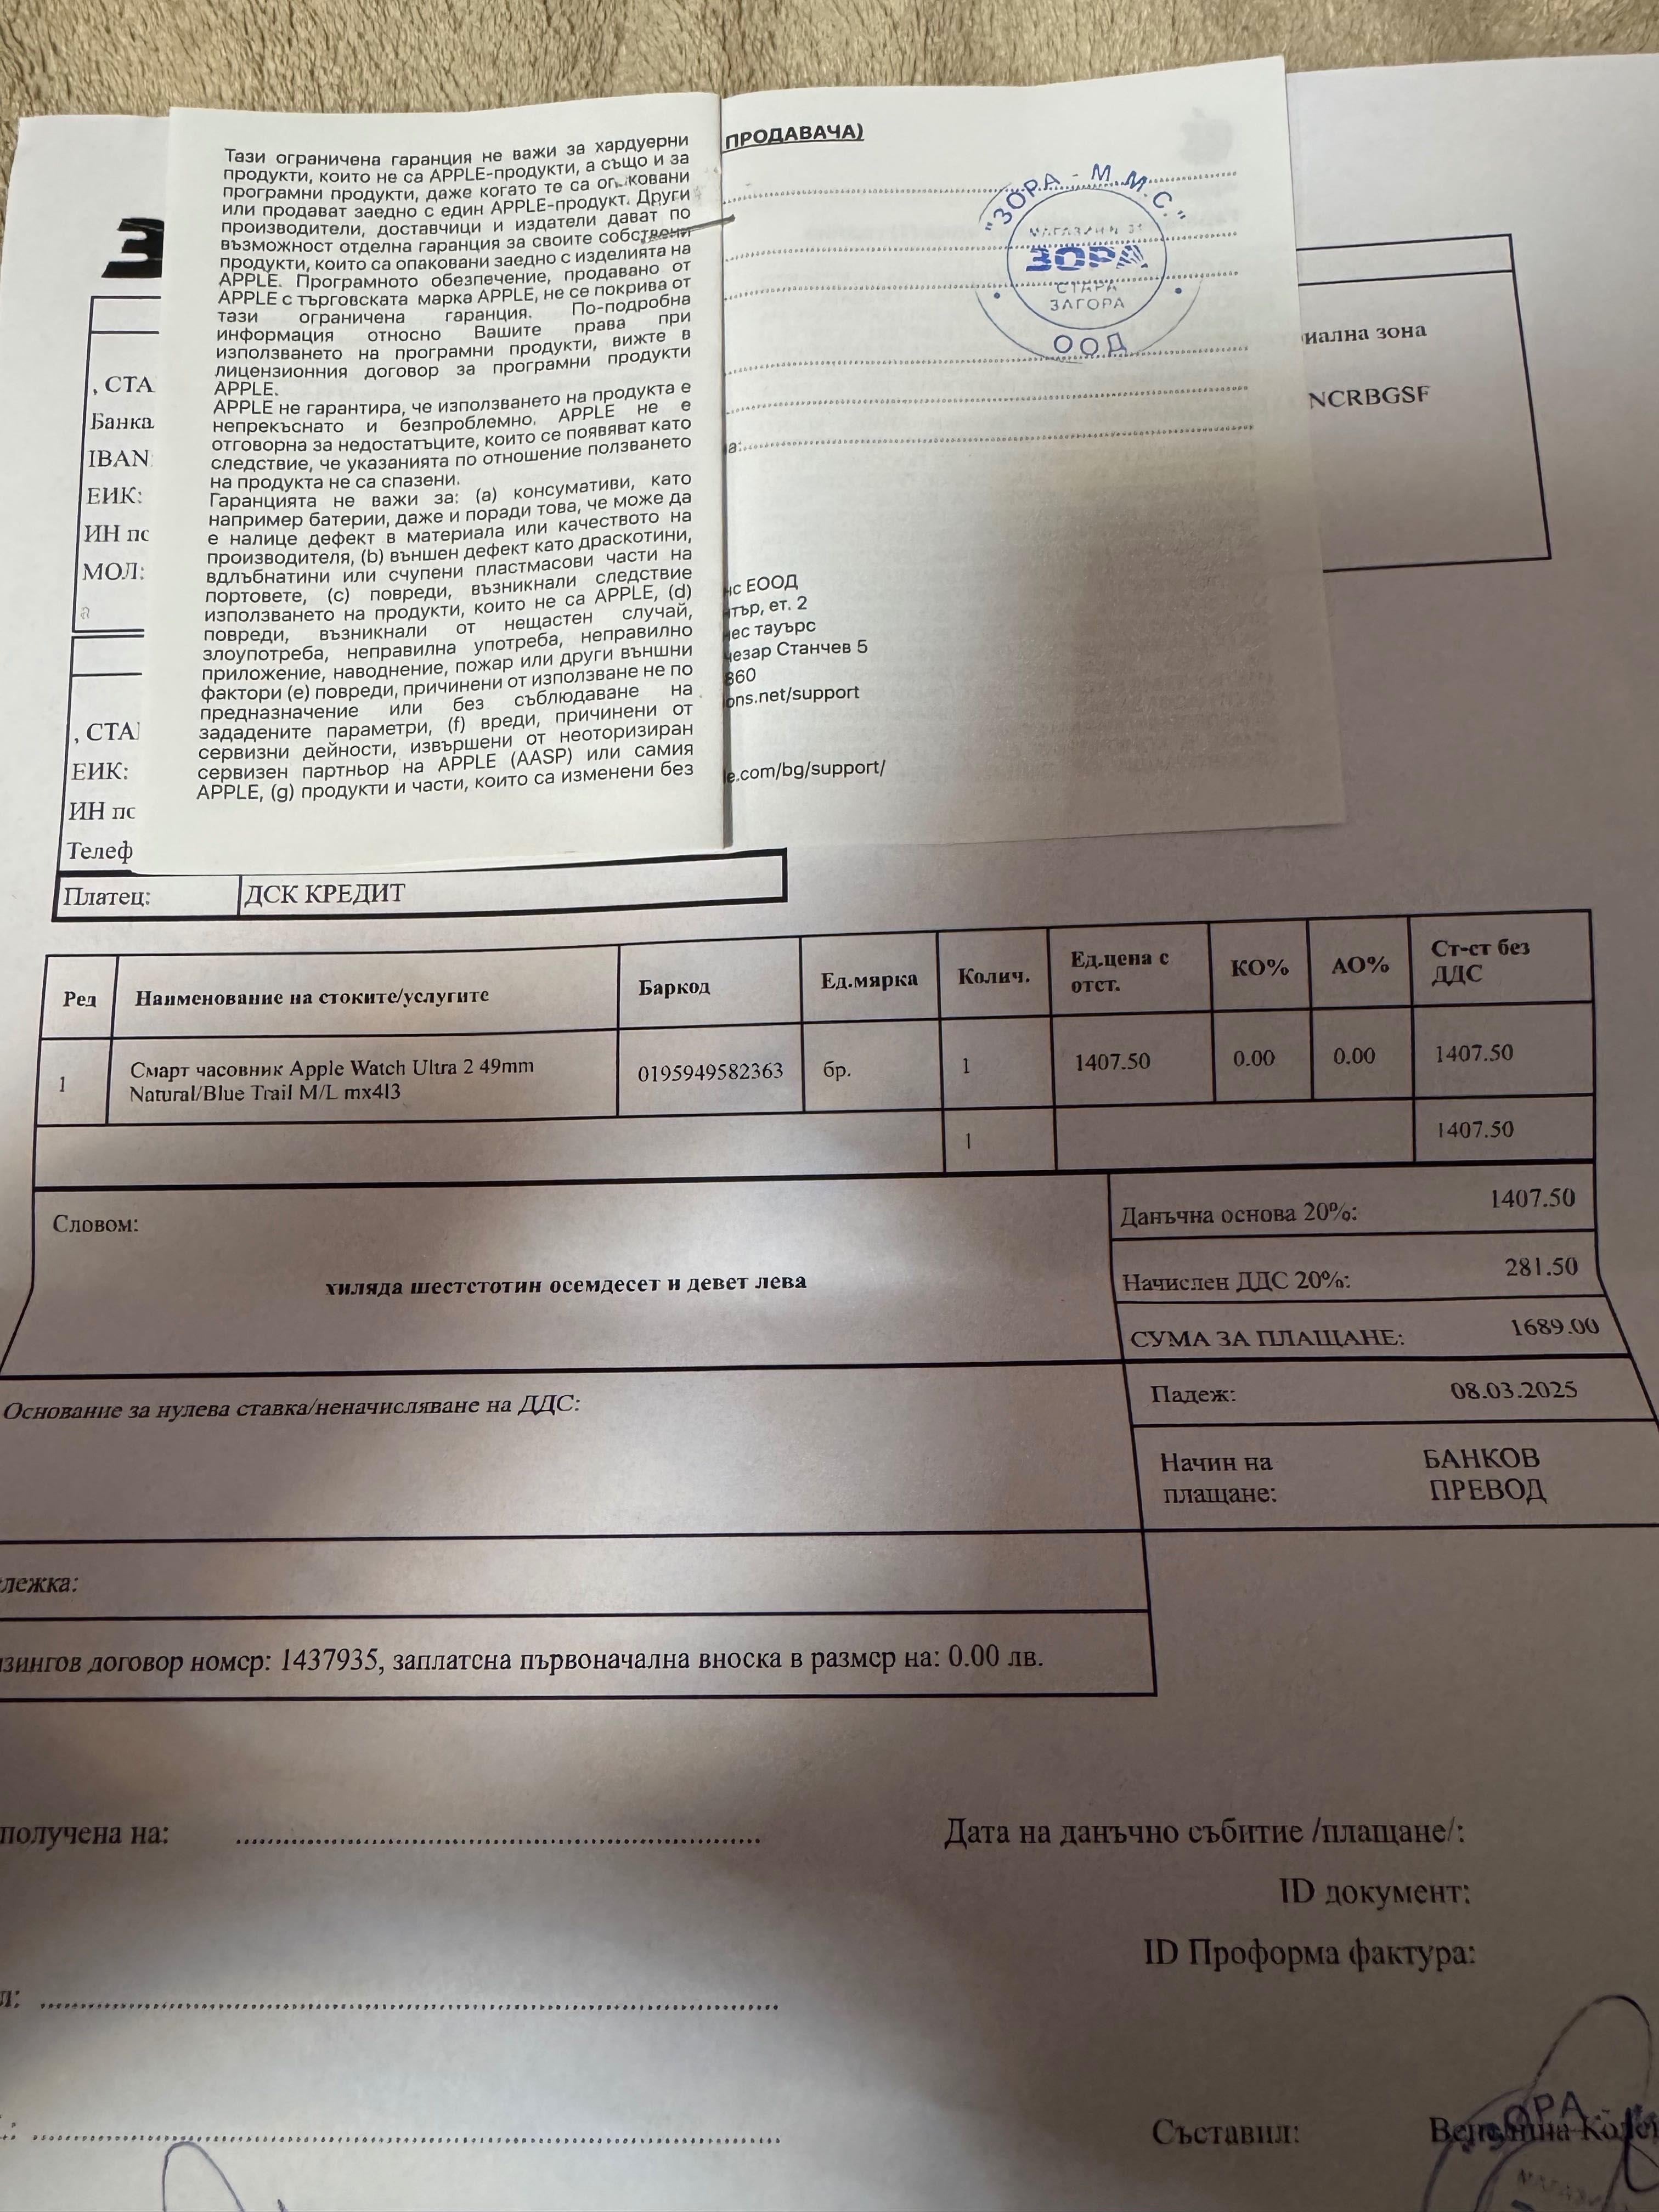 Тази ограничена гаранция не важи за хардуерни
продукти, които не са APPLE-продукти, а също и за
програмни продукти, даже когато те са опаковани
или продават заедно с един APPLE-продукт. Други
производители, доставчици и издатели дават по
възможност отделна гаранция за своите собствени
продукти, които са опаковани заедно с изделията на
APPLE. Програмното обезпечение, продавано от
APPLE с търговската марка APPLE, не се покрива от
тази ограничена гаранция. По-подробна
информация относно Вашите права при
използването на програмни продукти, вижте в
лицензионния договор за програмни продукти
APPLE.
APPLE не гарантира, че използването на продукта е
непрекъснато и безпроблемно. APPLE не е
отговорна за недостатъците, които се появяват като
следствие, че указанията по отношение ползването
на продукта не са спазени.
Гаранцията не важи за: (a) консумативи, като
например батерии, даже и поради това, че може да
е налице дефект в материала или качеството на
производителя, (b) външен дефект като драскотини,
вдлъбнатини или счупени пластмасови части на
портовете, (c) повреди, възникнали следствие
използването на продукти, които не са APPLE, (d)
повреди, възникнали от нещастен случай,
злоупотреба, неправилна употреба, неправилно
приложение, наводнение, пожар или други външни
фактори (e) повреди, причинени от използване не по
предназначение или без съблюдаване на
зададените параметри, (f) вреди, причинени от
сервизни дейности, извършени от неоторизиран
сервизен партньор на APPLE (AASP) или самия
APPLE, (g) продукти и части, които са изменени без
ПРОДАВАЧА)
"ЗОРА - М.М.С."
МАГАЗИН № 31
ЗОРА
СТАРА
ЗАГОРА
ООД
а:
нс ЕООД
тър, ет. 2
ес тауърс
чезар Станчев 5
360
ons.net/support
e.com/bg/support/
иална зона
NCRBGSF
, СТА
Банка
IBAN
ЕИК:
ИН по
МОЛ:
а
, СТА
ЕИК:
ИН по
Телеф
Платец: ДСК КРЕДИТ
Ред Наименование на стоките/услугите Баркод Ед.мярка Колич. Ед.цена с отст. КО% АО% Ст-ст без ДДС
1 Смарт часовник Apple Watch Ultra 2 49mm 0195949582363 бр. 1 1407.50 0.00 0.00 1407.50
Natural/Blue Trail M/L mx4l3
1 1407.50
Словом:
хиляда шестстотин осемдесет и девет лева
Данъчна основа 20%: 1407.50
Начислен ДДС 20%: 281.50
СУМА ЗА ПЛАЩАНЕ: 1689.00
Основание за нулева ставка/неначисляване на ДДС:
Падеж: 08.03.2025
Начин на плащане: БАНКОВ ПРЕВОД
лежка:
зингов договор номер: 1437935, заплатена първоначална вноска в размер на: 0.00 лв.
получена на:
Дата на данъчно събитие /плащане/:
ID документ:
ID Проформа фактура:
л:
Съставил:
ЗОРА